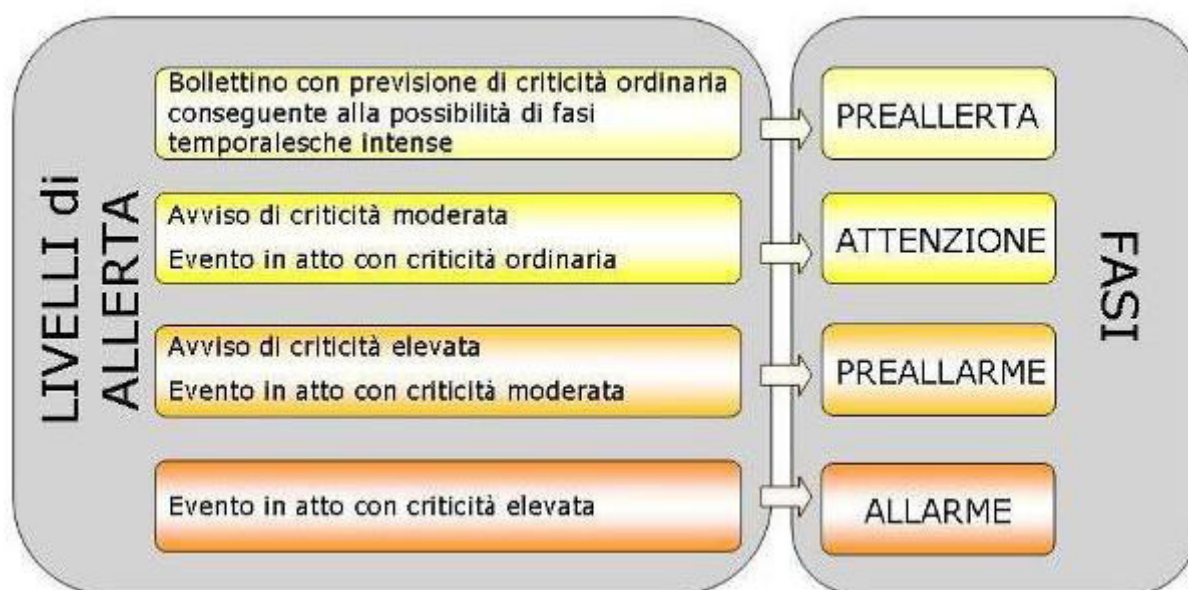 LIVELLI di
ALLERTA
Bollettino con previsione di criticità ordinaria
conseguente alla possibilità di fasi
temporalesche intense
PREALLERTA
Avviso di criticità moderata
Evento in atto con criticità ordinaria
ATTENZIONE
Avviso di criticità elevata
Evento in atto con criticità moderata
PREALLARME
Evento in atto con criticità elevata
ALLARME
FASI